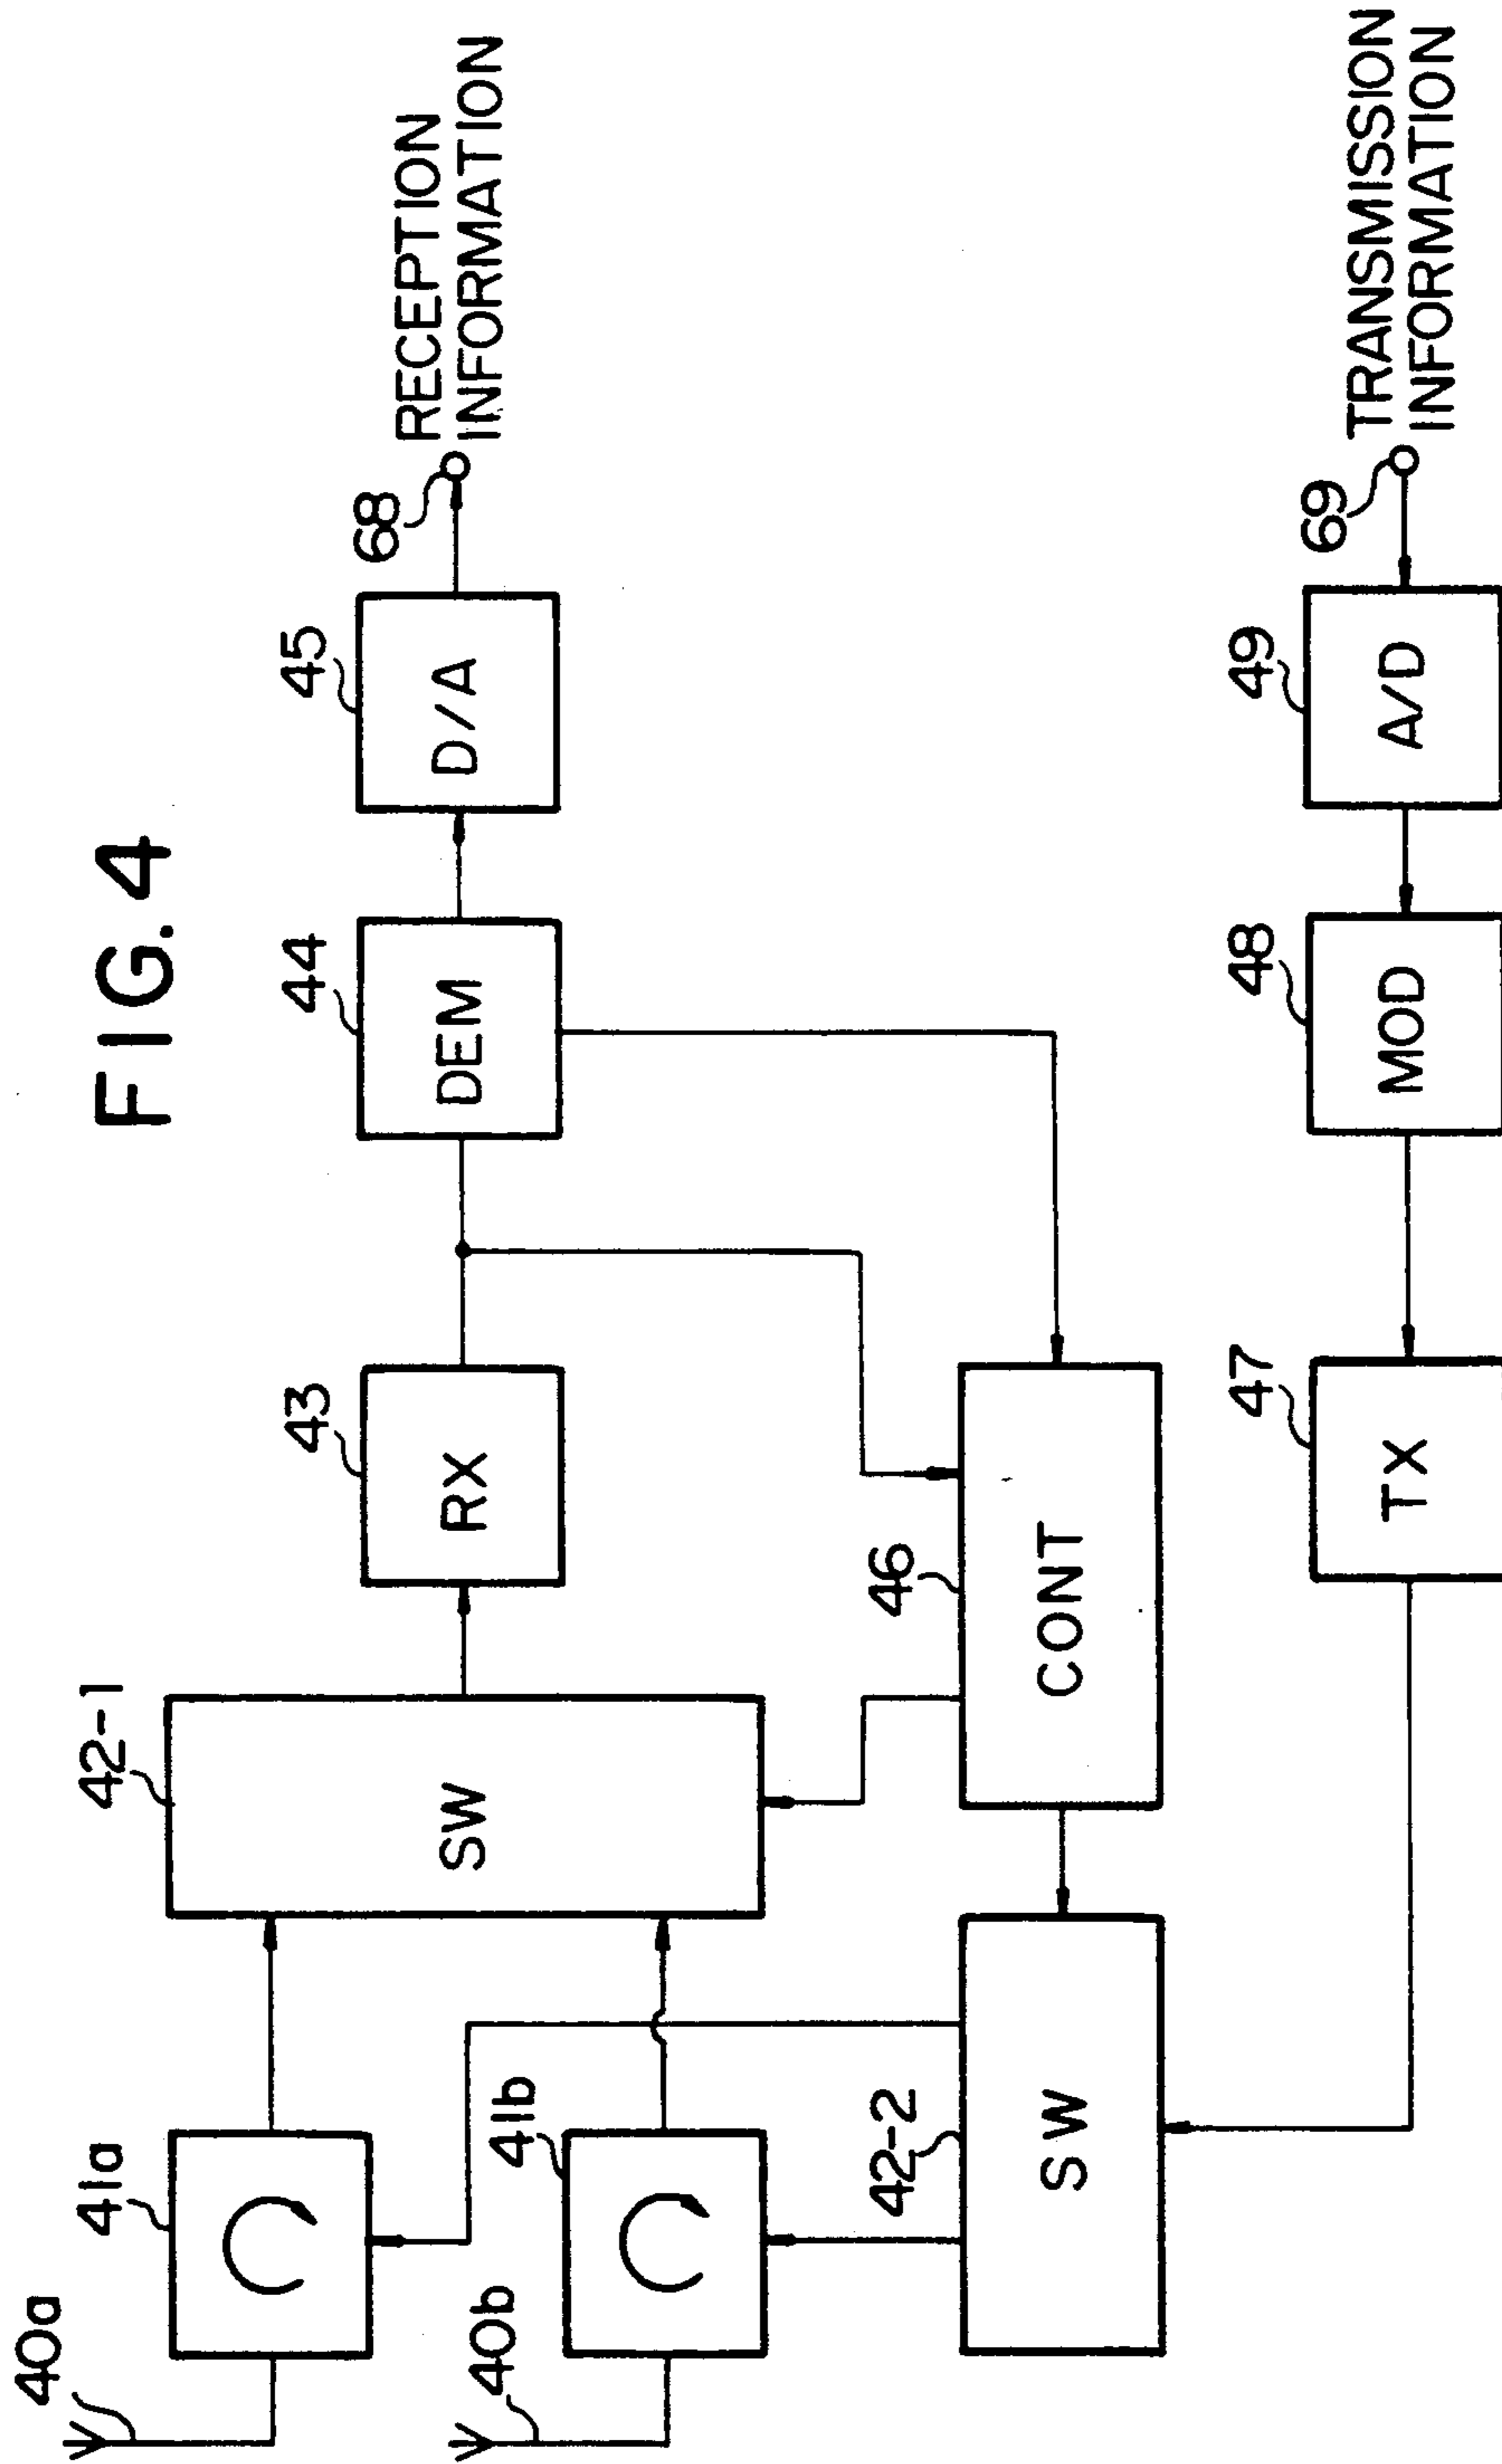 FIG. 4
40a
41a
42-1
SW
43
RX
44
DEM
45
D/A
68
RECEPTION
INFORMATION
40b
41b
42-2
SW
46
CONT
47
TX
48
MOD
49
A/D
69
TRANSMISSION
INFORMATION